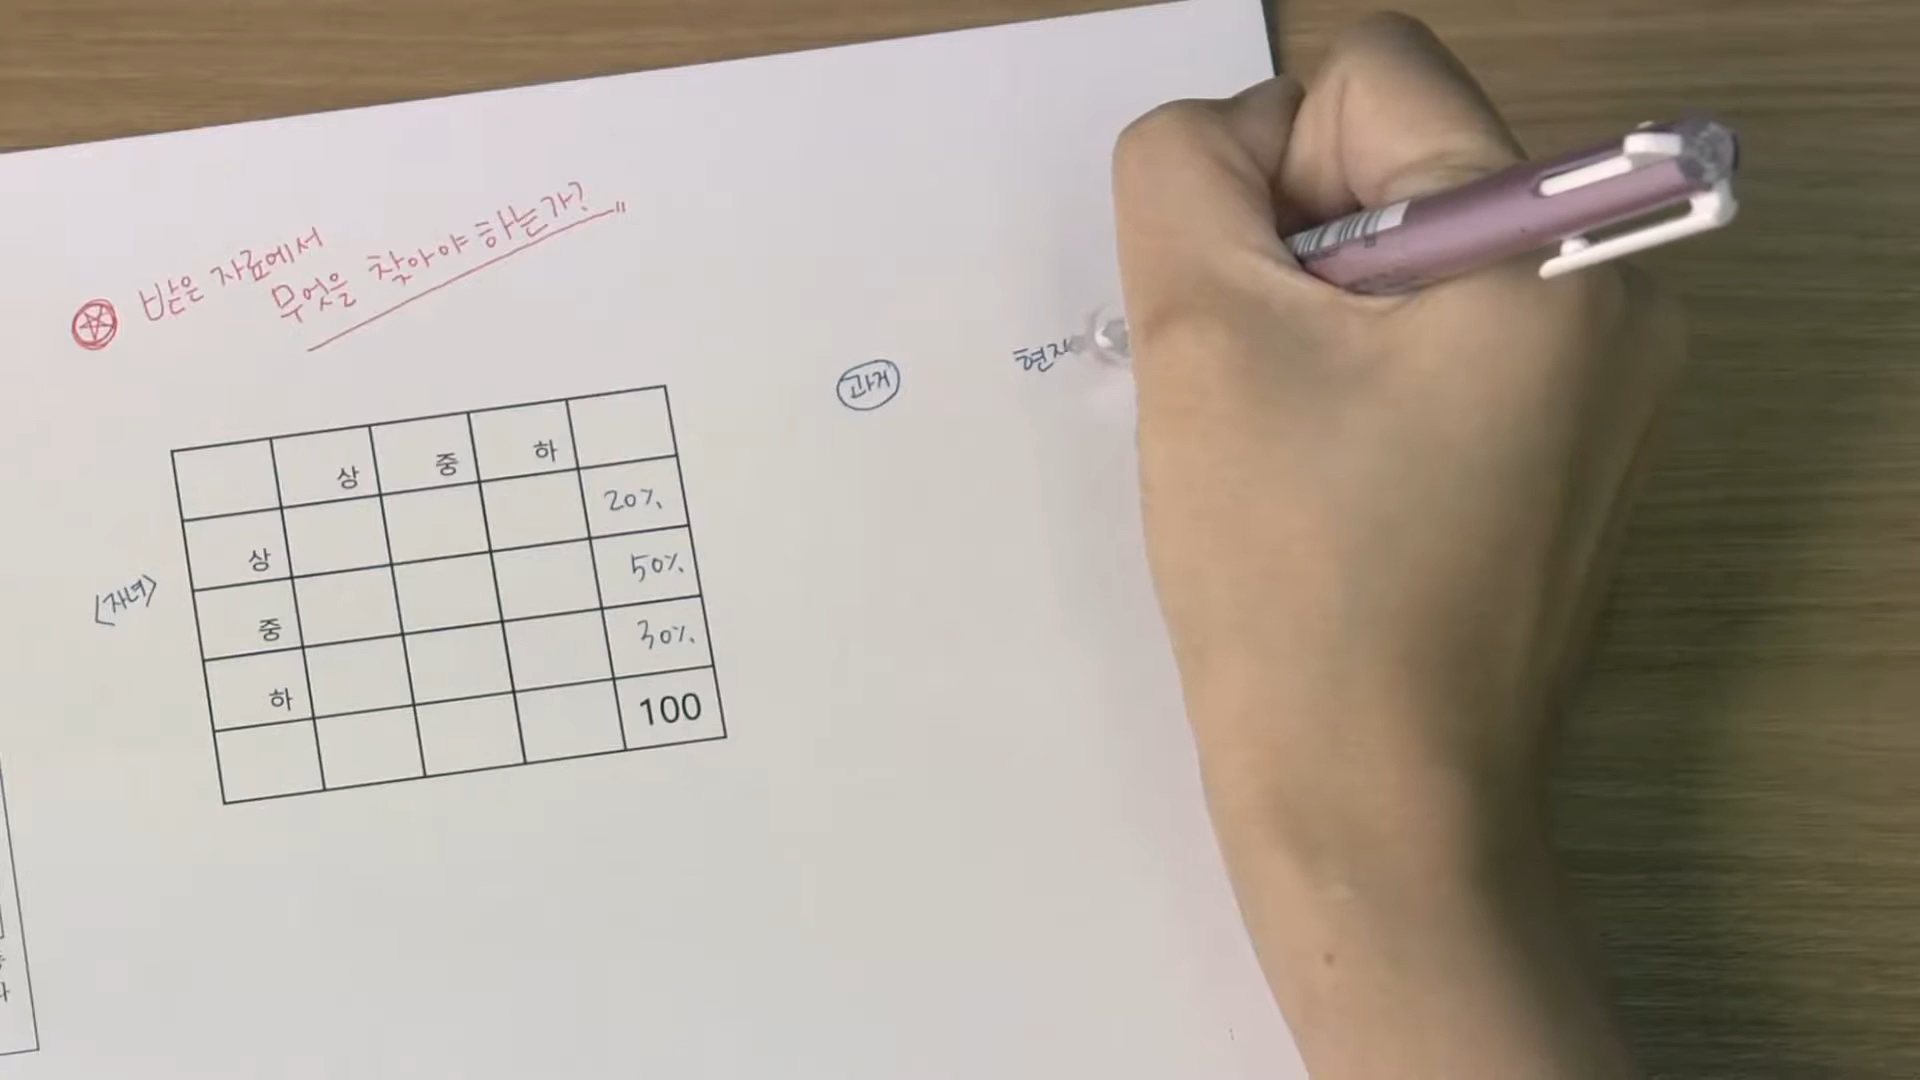 받은 자료에서
무엇을 찾아야 하는가?
과거
상 중 하
20%
상
50%
〈자녀〉
중
30%
하
100